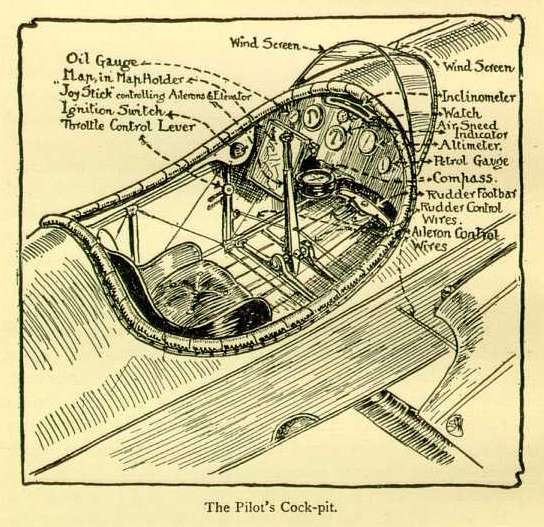 Wind Screen
Wind Screen
Oil Gauge
Map, in Map Holder
"Joy Stick" controlling Ailerons & Elevator
Ignition Switch
Throttle Control Lever
Inclinometer
Watch
Air Speed
Indicator
Altimeter.
Petrol Gauge
Compass.
Rudder Footbar
Rudder Control
Wires.
Aileron Control
Wires
The Pilot's Cock-pit.